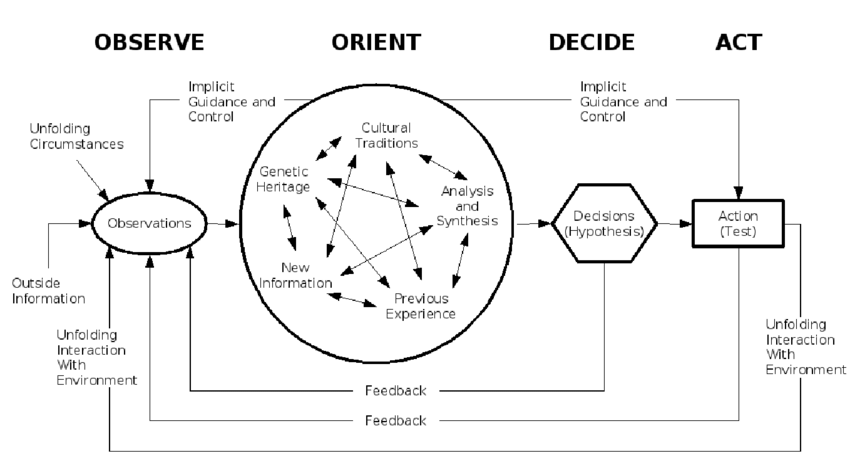 OBSERVE
ORIENT
DECIDE
ACT
Implicit
Guidance and
Control
Implicit
Guidance and
Control
Unfolding
Circumstances
Cultural
Traditions
Genetic
Heritage
Analysis
and
Synthesis
Observations
Decisions
(Hypothesis)
Action
(Test)
New
Information
Previous
Experience
Outside
Information
Unfolding
Interaction
With
Environment
Unfolding
Interaction
With
Environment
Feedback
Feedback